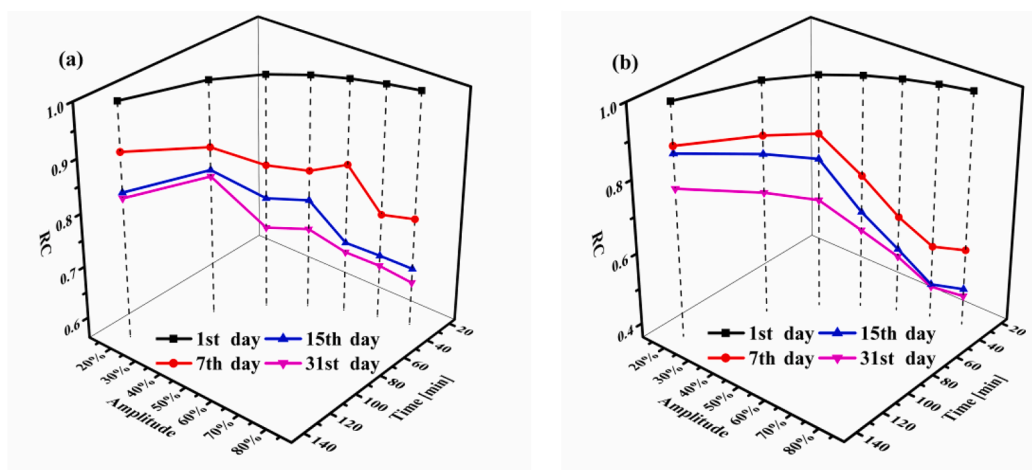 (a)
1.0
0.9
0.8
0.7
0.6
RC
1st day
15th day
7th day
31st day
20%
30%
40%
50%
60%
70%
80%
Amplitude
20
40
60
80
100
120
140
Time [min]
(b)
1.0
0.8
0.6
0.4
RC
1st day
15th day
7th day
31st day
20%
30%
40%
50%
60%
70%
80%
Amplitude
20
40
60
80
100
120
140
Time [min]